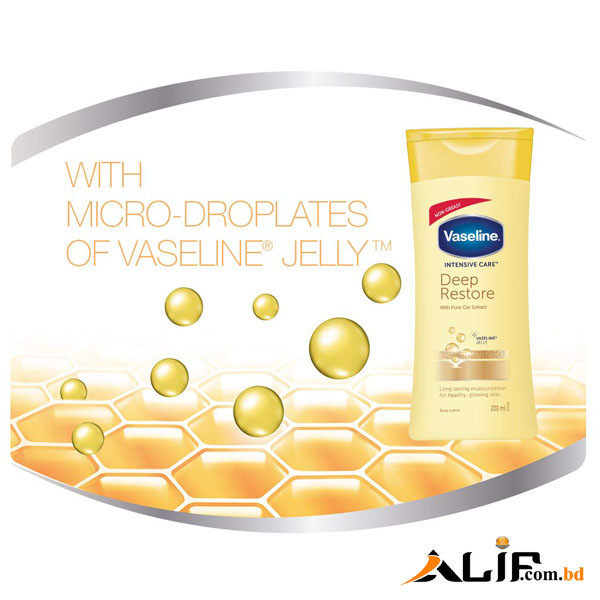 WITH
MICRO-DROPLATES
OF VASELINE® JELLY™
NON-GREASY
Vaseline
INTENSIVE CARE™
Deep
Restore
With Pure Oat Extract
VASELINE®
JELLY
Long lasting moisturization
for healthy, glowing skin.
Body Lotion
200 ml
ALIF.com.bd